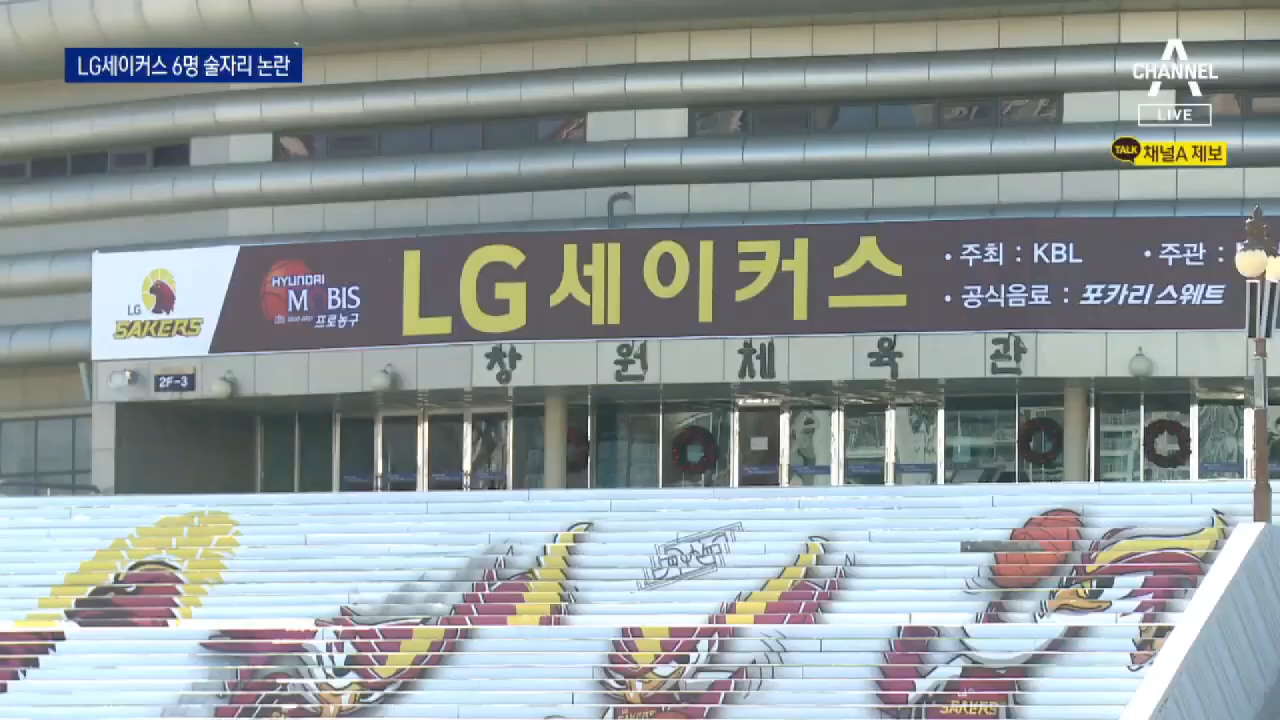 LG세이커스 6명 술자리 논란
CHANNEL A
LIVE
TALK 채널A 제보
LG SAKERS
HYUNDAI
MOBIS
프로농구
LG세이커스
• 주최 : KBL • 주관 :
• 공식음료 : 포카리 스웨트
창원체육관
2F-3
SAKERS